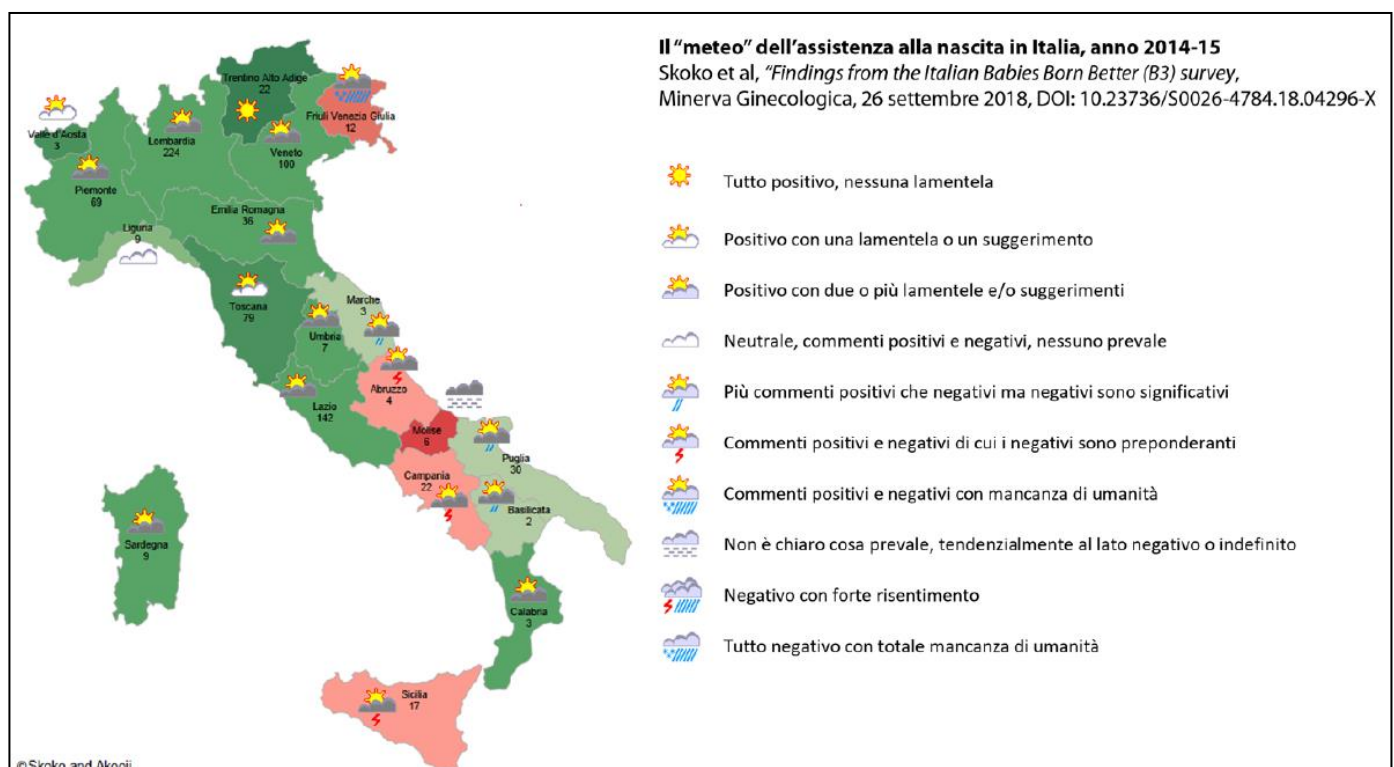 Il “meteo” dell’assistenza alla nascita in Italia, anno 2014-15
Skoko et al, “Findings from the Italian Babies Born Better (B3) survey,
Minerva Ginecologica, 26 settembre 2018, DOI: 10.23736/S0026-4784.18.04296-X
Tutto positivo, nessuna lamentela
Positivo con una lamentela o un suggerimento
Positivo con due o più lamentele e/o suggerimenti
Neutrale, commenti positivi e negativi, nessuno prevale
Più commenti positivi che negativi ma negativi sono significativi
Commenti positivi e negativi di cui i negativi sono preponderanti
Commenti positivi e negativi con mancanza di umanità
Non è chiaro cosa prevale, tendenzialmente al lato negativo o indefinito
Negativo con forte risentimento
Tutto negativo con totale mancanza di umanità
Trentino Alto Adige
22
Friuli Venezia Giulia
12
Valle d'Aosta
3
Lombardia
224
Veneto
100
Piemonte
69
Emilia Romagna
36
Liguria
9
Toscana
79
Marche
3
Umbria
7
Lazio
142
Abruzzo
4
Molise
6
Campania
22
Puglia
30
Basilicata
2
Sardegna
9
Calabria
3
Sicilia
17
©Skoko and Akooji